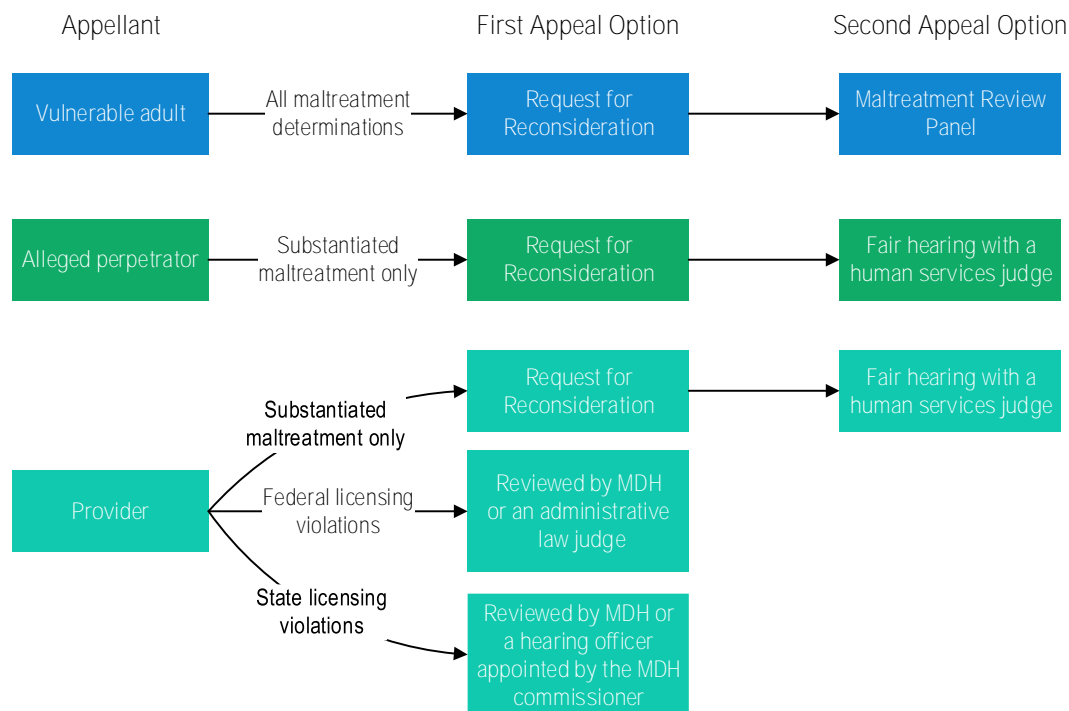 Appellant
First Appeal Option
Second Appeal Option
Vulnerable adult
All maltreatment
determinations
Request for
Reconsideration
Maltreatment Review
Panel
Alleged perpetrator
Substantiated
maltreatment only
Request for
Reconsideration
Fair hearing with a
human services judge
Provider
Substantiated
maltreatment only
Request for
Reconsideration
Fair hearing with a
human services judge
Federal licensing
violations
Reviewed by MDH
or an administrative
law judge
State licensing
violations
Reviewed by MDH or
a hearing officer
appointed by the MDH
commissioner